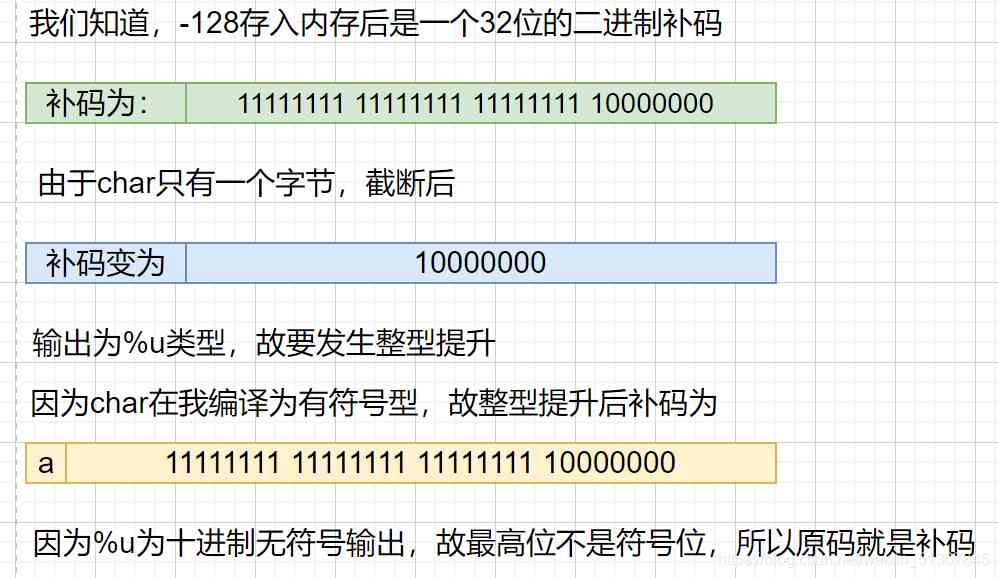 我们知道，-128存入内存后是一个32位的二进制补码
补码为： 11111111 11111111 11111111 10000000
由于char只有一个字节，截断后
补码变为 10000000
输出为%u类型，故要发生整型提升
因为char在我编译为有符号型，故整型提升后补码为
a 11111111 11111111 11111111 10000000
因为%u为十进制无符号输出，故最高位不是符号位，所以原码就是补码